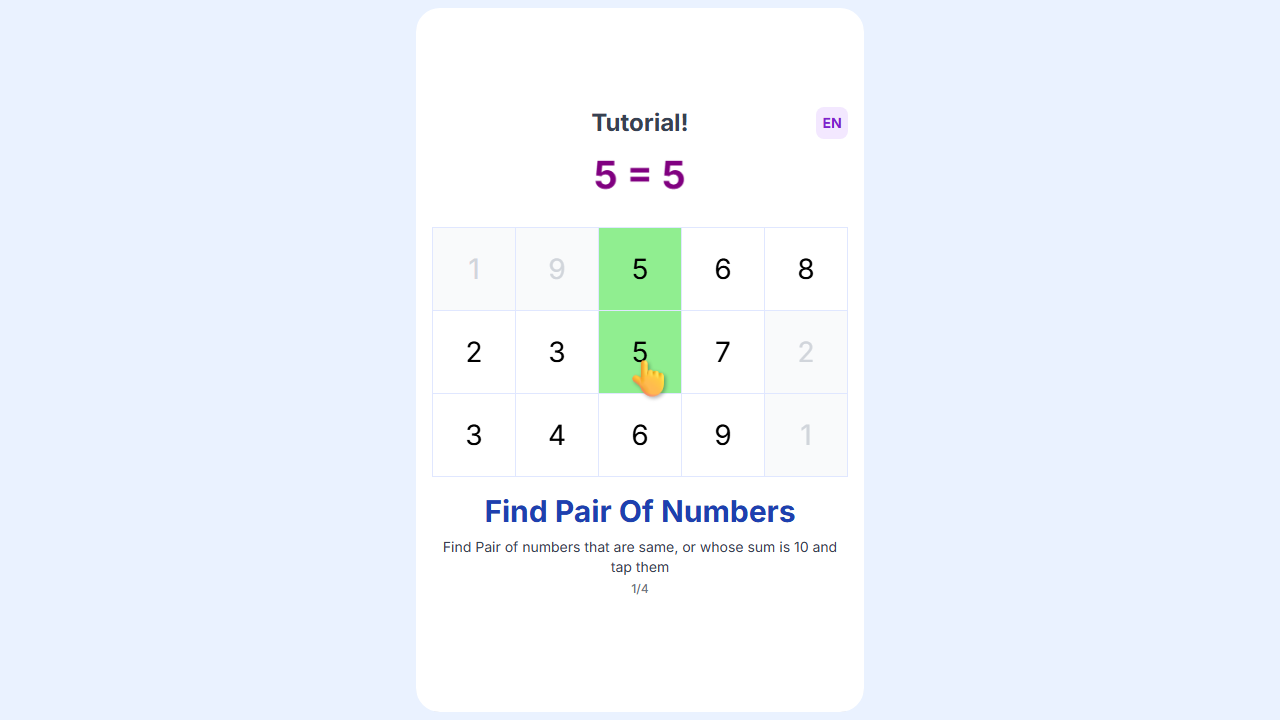 Tutorial!
EN
5 = 5
1 9 5 6 8
2 3 5 7 2
3 4 6 9 1
Find Pair Of Numbers
Find Pair of numbers that are same, or whose sum is 10 and
tap them
1/4